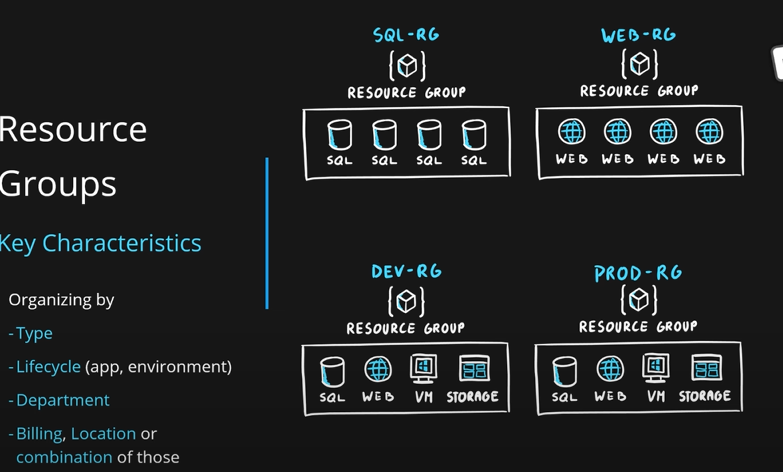 Resource
Groups
Key Characteristics
Organizing by
-Type
-Lifecycle (app, environment)
-Department
-Billing, Location or
combination of those
SQL-RG
RESOURCE GROUP
SQL SQL SQL SQL
WEB-RG
RESOURCE GROUP
WEB WEB WEB WEB
DEV-RG
RESOURCE GROUP
SQL WEB VM STORAGE
PROD-RG
RESOURCE GROUP
SQL WEB VM STORAGE